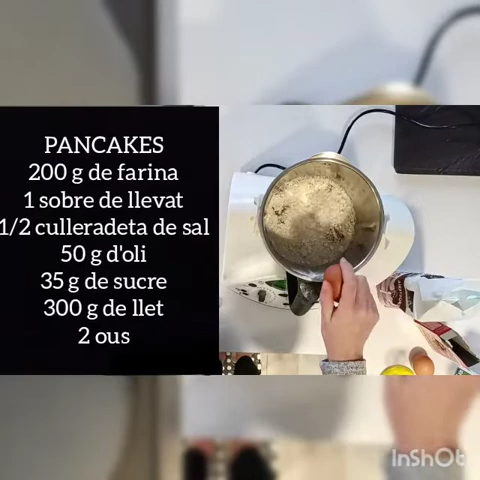 PANCAKES
200 g de farina
1 sobre de llevat
1/2 culleradeta de sal
50 g d'oli
35 g de sucre
300 g de llet
2 ous
InShOt